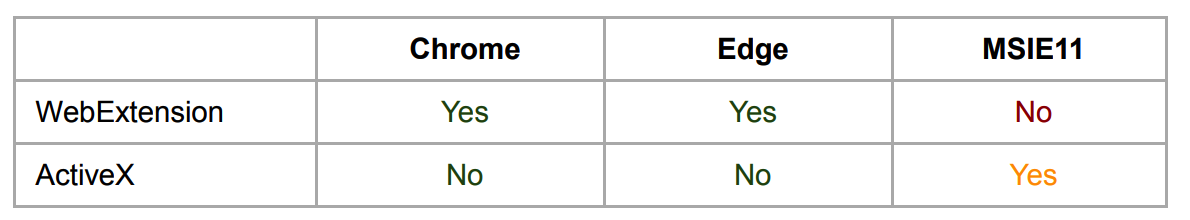 Chrome Edge MSIE11
WebExtension Yes Yes No
ActiveX No No Yes